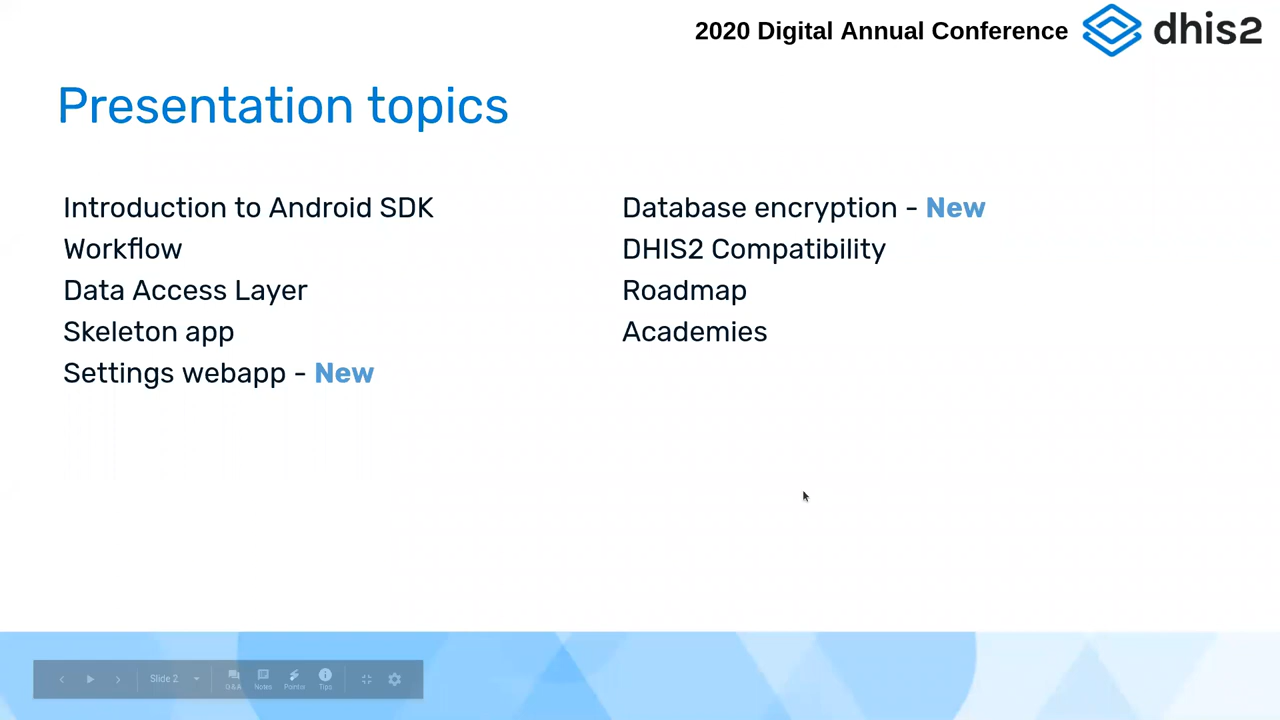 2020 Digital Annual Conference dhis2
Presentation topics
Introduction to Android SDK
Workflow
Data Access Layer
Skeleton app
Settings webapp - New
Database encryption - New
DHIS2 Compatibility
Roadmap
Academies
Slide 2
Q&A Notes Pointer Tips